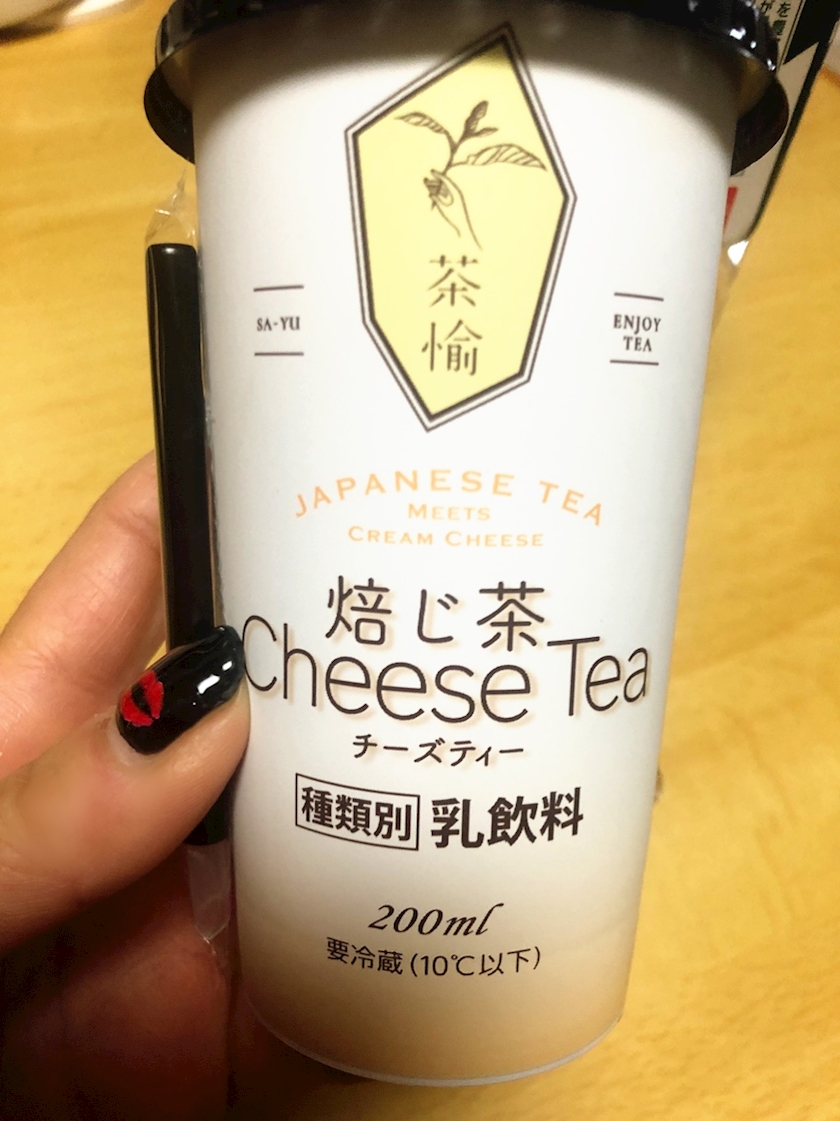 茶
愉
SA-YU
ENJOY
TEA
JAPANESE TEA
MEETS
CREAM CHEESE
焙じ茶
Cheese Tea
チーズティー
種類別 乳飲料
200ml
要冷蔵(10℃以下)